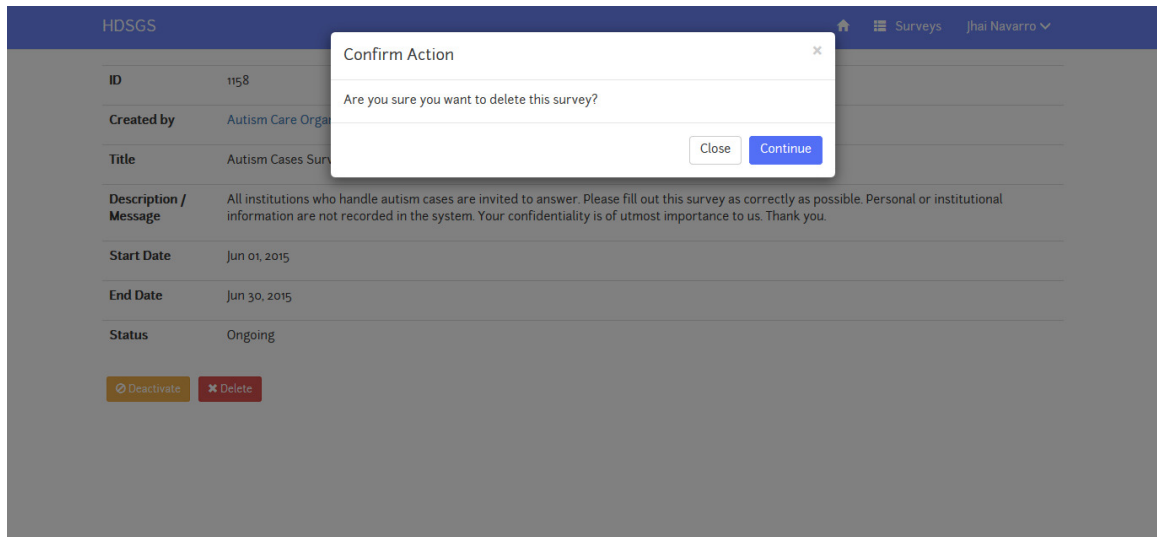 HDSGS
Surveys
Jhai Navarro
Confirm Action
×
Are you sure you want to delete this survey?
Close
Continue
ID 1158
Created by Autism Care
Title Autism Cases
Description / Message
All institutions who handle autism cases are invited to answer. Please fill out this survey as correctly as possible. Personal or institutional
information are not recorded in the system. Your confidentiality is of utmost importance to us. Thank you.
Start Date Jun 01, 2015
End Date Jun 30, 2015
Status Ongoing
Deactivate
Delete